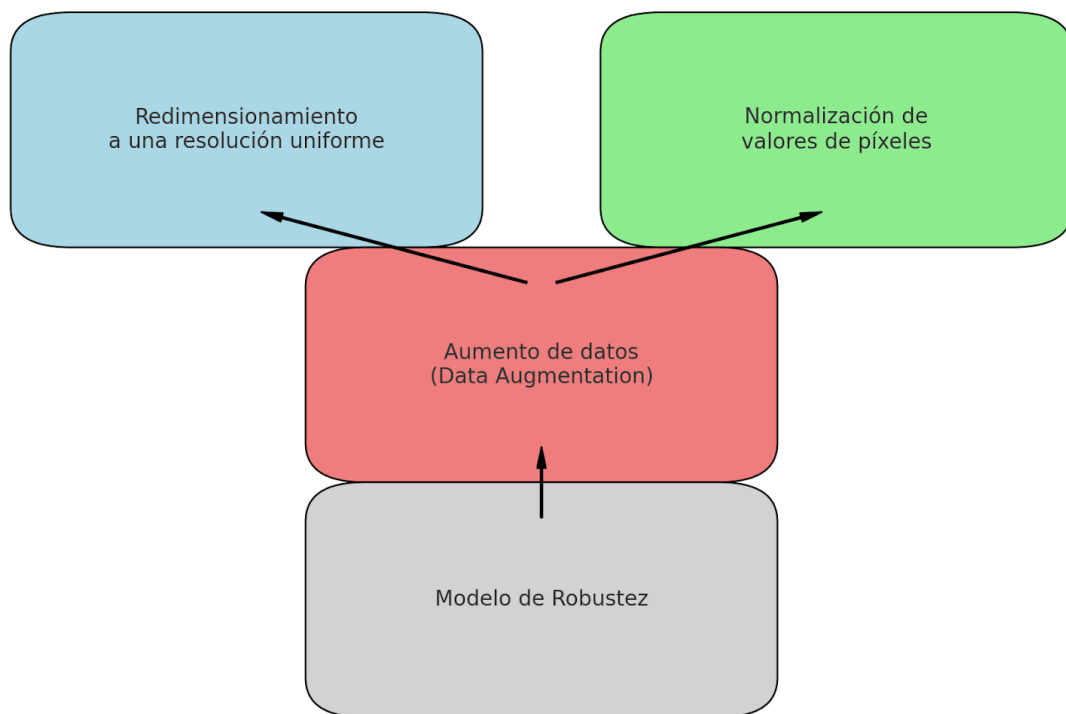 Redimensionamiento
a una resolución uniforme
Normalización de
valores de píxeles
Aumento de datos
(Data Augmentation)
Modelo de Robustez